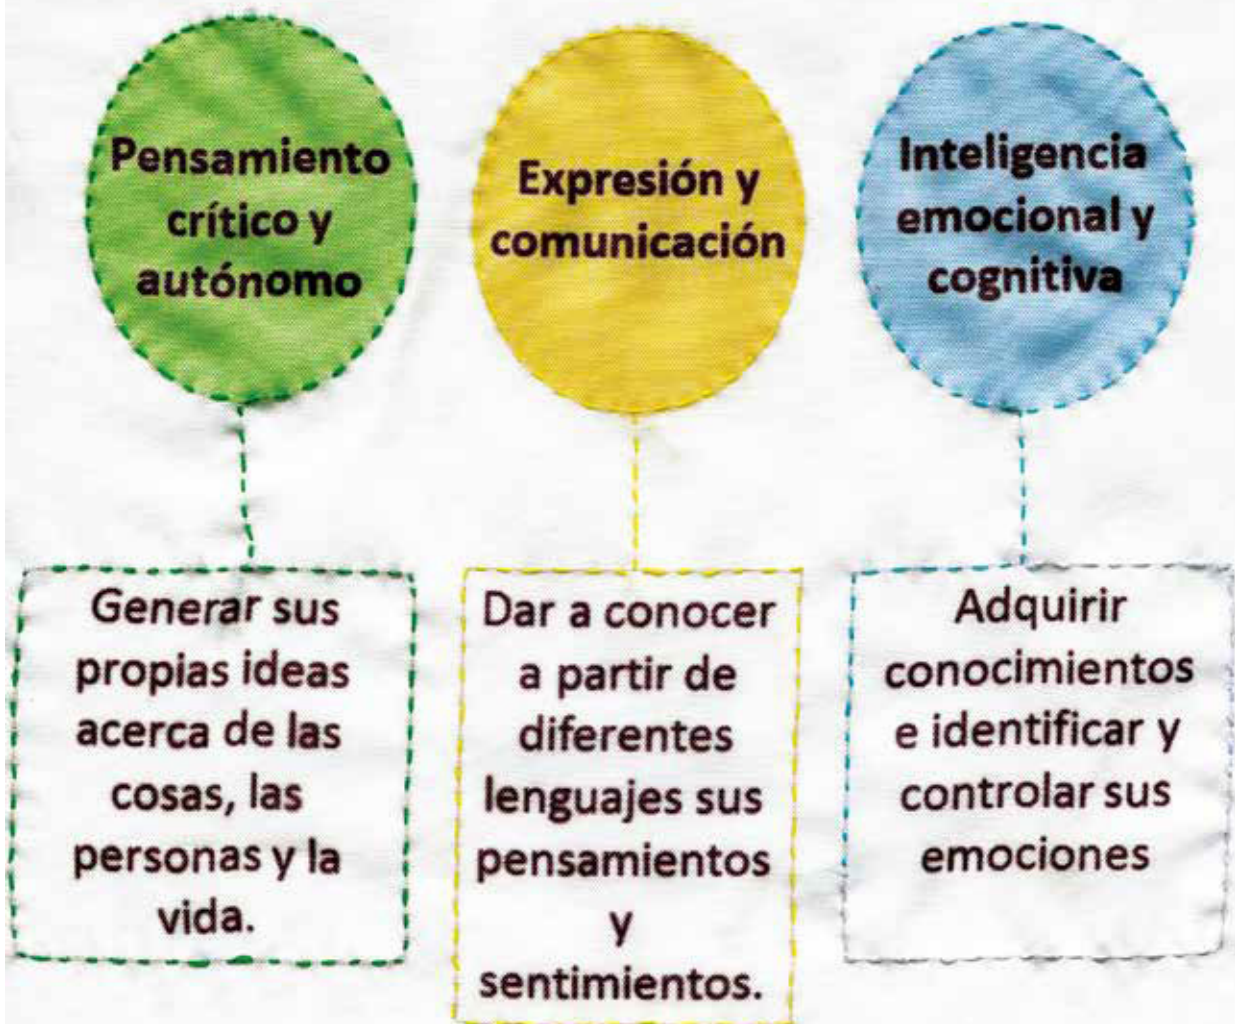 Pensamiento
crítico y
autónomo
Generar sus
propias ideas
acerca de las
cosas, las
personas y la
vida.
Expresión y
comunicación
Dar a conocer
a partir de
diferentes
lenguajes sus
pensamientos
y
sentimientos.
Inteligencia
emocional y
cognitiva
Adquirir
conocimientos
e identificar y
controlar sus
emociones